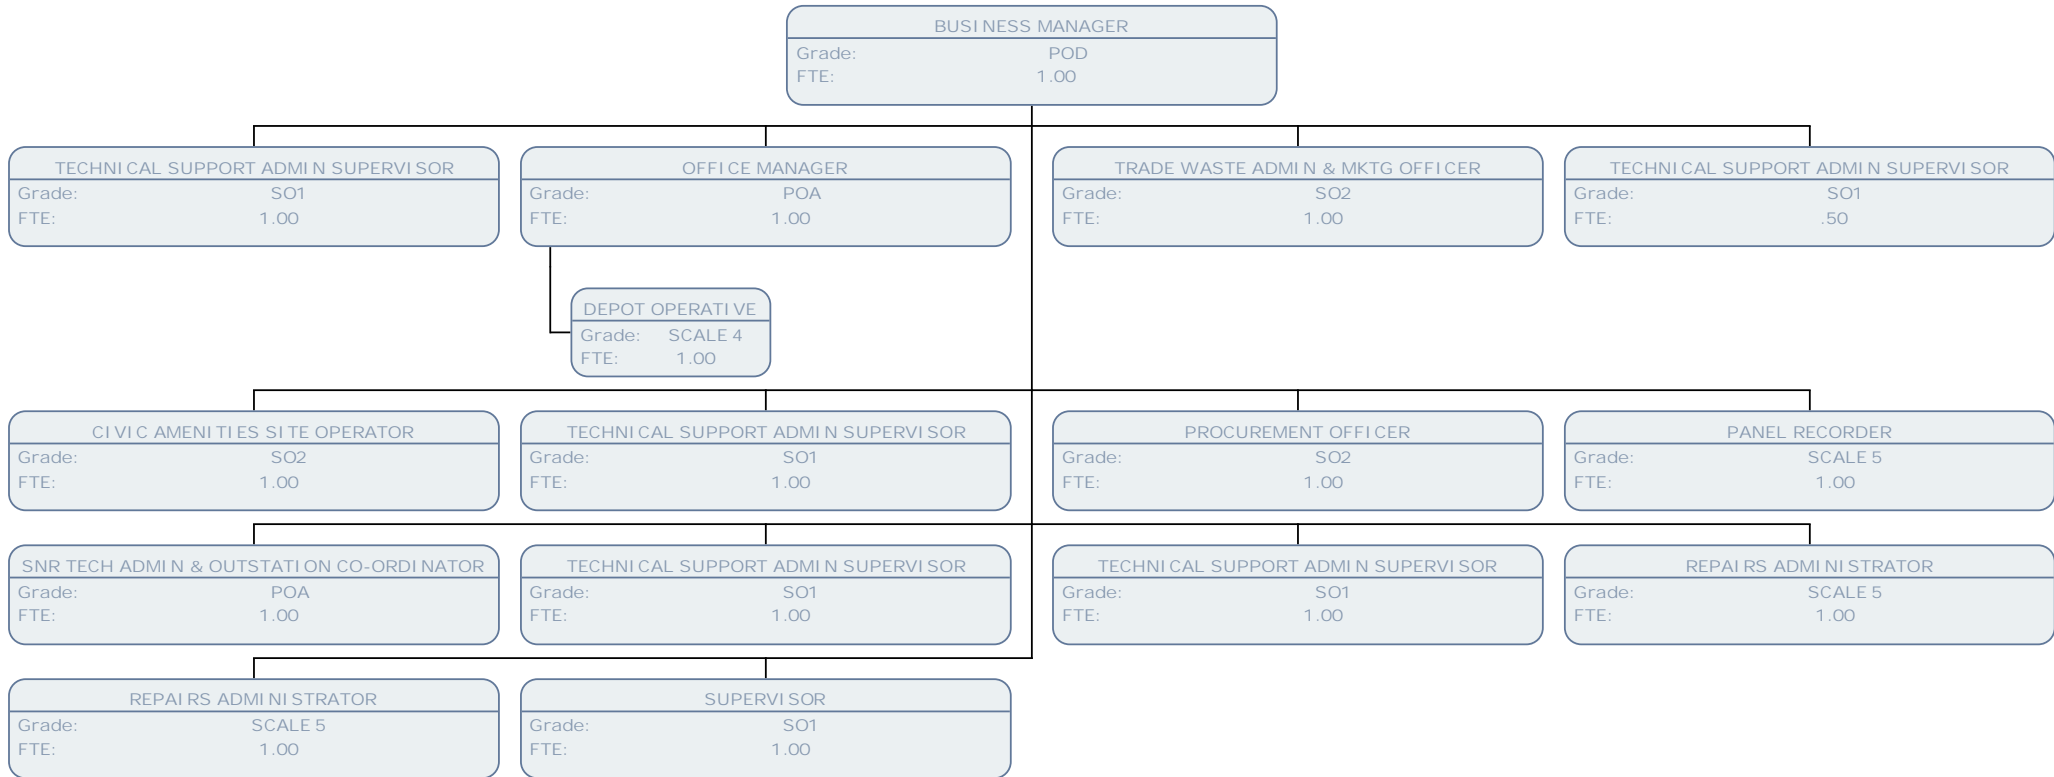 BUSINESS MANAGER
Grade: POD
FTE: 1.00
TECHNICAL SUPPORT ADMIN SUPERVISOR
Grade: SO1
FTE: 1.00
OFFICE MANAGER
Grade: POA
FTE: 1.00
TRADE WASTE ADMIN & MKTG OFFICER
Grade: SO2
FTE: 1.00
TECHNICAL SUPPORT ADMIN SUPERVISOR
Grade: SO1
FTE: .50
DEPOT OPERATIVE
Grade: SCALE 4
FTE: 1.00
CIVIC AMENITIES SITE OPERATOR
Grade: SO2
FTE: 1.00
TECHNICAL SUPPORT ADMIN SUPERVISOR
Grade: SO1
FTE: 1.00
PROCUREMENT OFFICER
Grade: SO2
FTE: 1.00
PANEL RECORDER
Grade: SCALE 5
FTE: 1.00
SNR TECH ADMIN & OUTSTATION CO-ORDINATOR
Grade: POA
FTE: 1.00
TECHNICAL SUPPORT ADMIN SUPERVISOR
Grade: SO1
FTE: 1.00
TECHNICAL SUPPORT ADMIN SUPERVISOR
Grade: SO1
FTE: 1.00
REPAIRS ADMINISTRATOR
Grade: SCALE 5
FTE: 1.00
REPAIRS ADMINISTRATOR
Grade: SCALE 5
FTE: 1.00
SUPERVISOR
Grade: SO1
FTE: 1.00